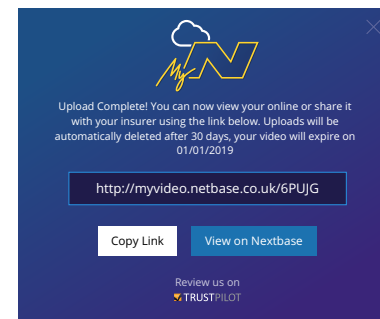 My N
Upload Complete! You can now view your online or share it
with your insurer using the link below. Uploads will be
automatically deleted after 30 days, your video will expire on
01/01/2019
http://myvideo.netbase.co.uk/6PUJG
Copy Link View on Nextbase
Review us on
TRUSTPILOT